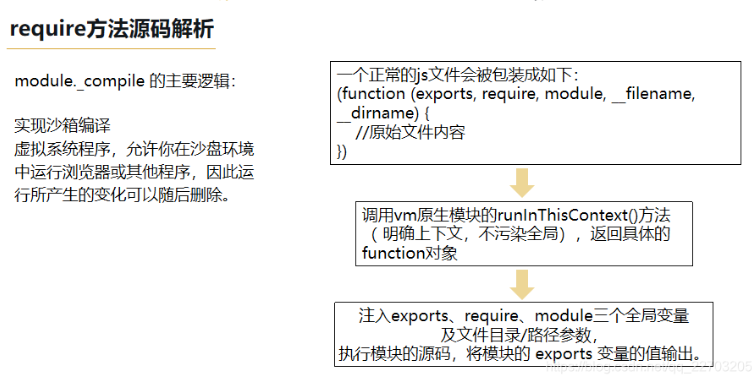 require方法源码解析
module._compile 的主要逻辑：
实现沙箱编译
虚拟系统程序，允许你在沙盘环境
中运行浏览器或其他程序，因此运
行所产生的变化可以随后删除。
一个正常的js文件会被包装成如下：
(function (exports, require, module, __filename,
__dirname) {
//原始文件内容
})
调用vm原生模块的runInThisContext()方法
（ 明确上下文，不污染全局），返回具体的
function对象
注入exports、require、module三个全局变量
及文件目录/路径参数，
执行模块的源码，将模块的 exports 变量的值输出。